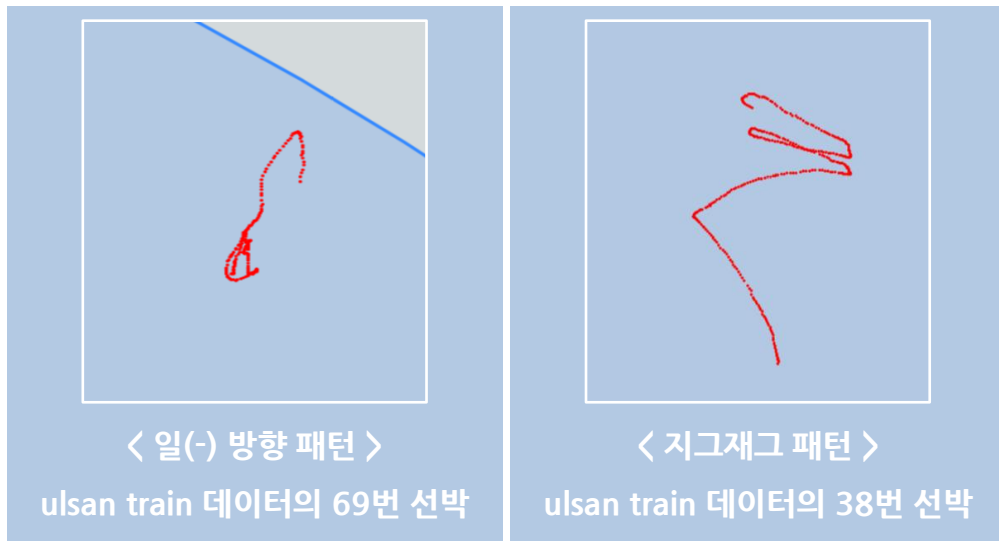 < 일(-) 방향 패턴 >
ulsan train 데이터의 69번 선박
< 지그재그 패턴 >
ulsan train 데이터의 38번 선박